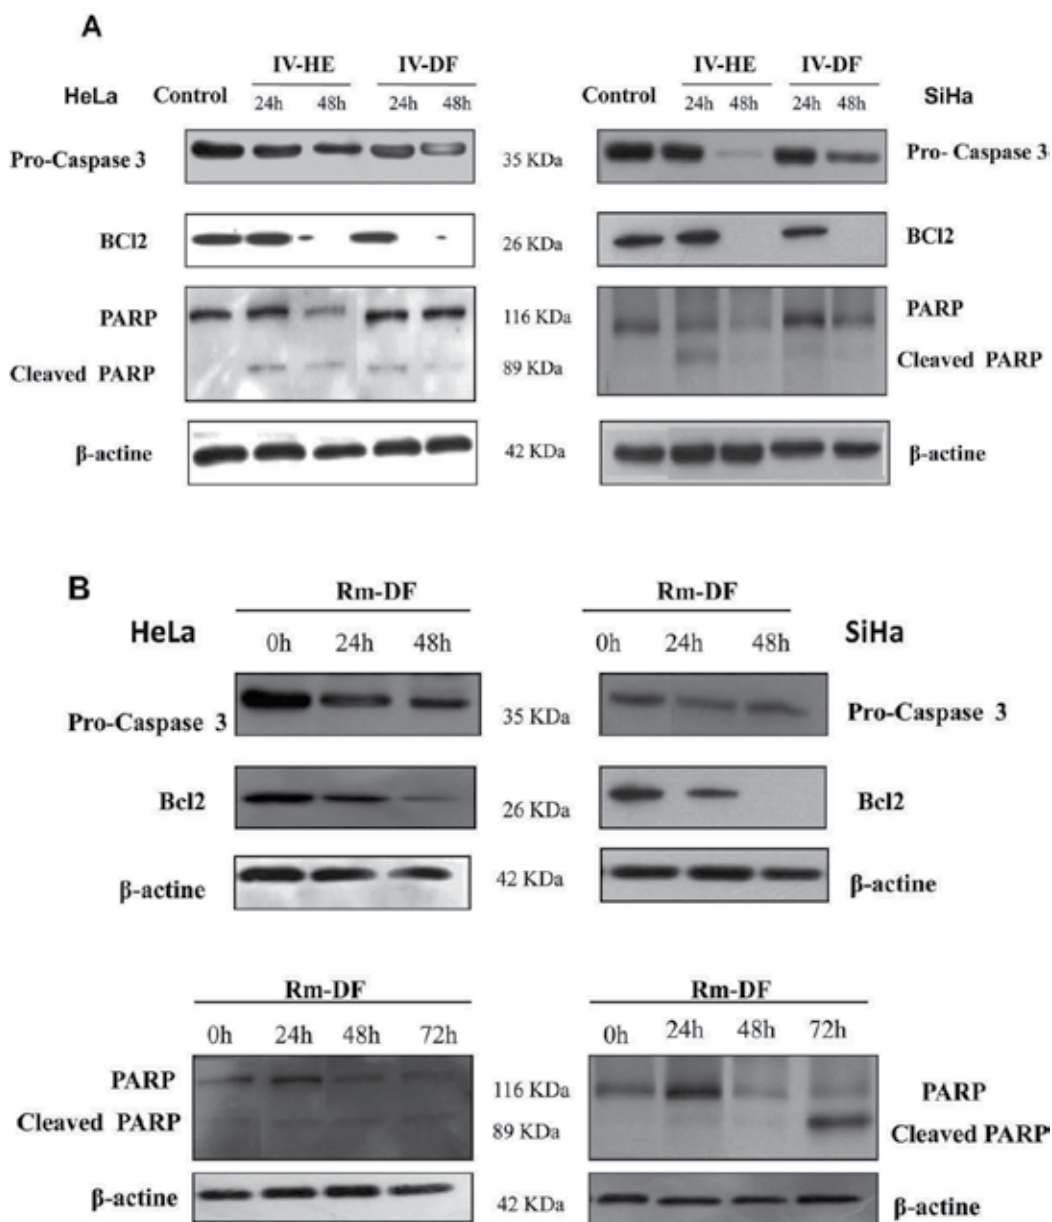 A
IV-HE IV-DF IV-HE IV-DF
HeLa Control 24h 48h 24h 48h Control 24h 48h 24h 48h SiHa
Pro-Caspase 3 35 KDa Pro- Caspase 3
BCl2 26 KDa BCl2
PARP 116 KDa PARP
Cleaved PARP 89 KDa Cleaved PARP
β-actine 42 KDa β-actine
B
Rm-DF Rm-DF
HeLa 0h 24h 48h 0h 24h 48h SiHa
Pro-Caspase 3 35 KDa Pro-Caspase 3
Bcl2 26 KDa Bcl2
β-actine 42 KDa β-actine
Rm-DF Rm-DF
0h 24h 48h 72h 0h 24h 48h 72h
PARP 116 KDa PARP
Cleaved PARP 89 KDa Cleaved PARP
β-actine 42 KDa β-actine